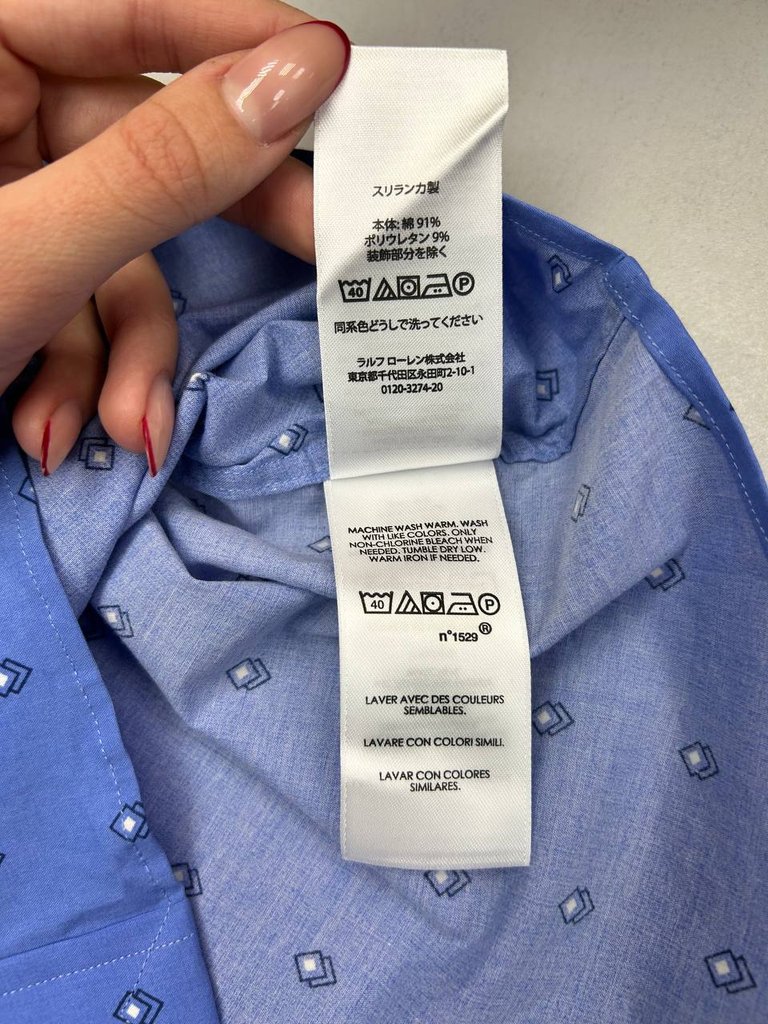 スリランカ製
本体: 綿 91%
ポリウレタン 9%
装飾部分を除く
40 P
同系色どうしで洗ってください
ラルフ ローレン株式会社
東京都千代田区永田町2-10-1
0120-3274-20
MACHINE WASH WARM. WASH
WITH LIKE COLORS. ONLY
NON-CHLORINE BLEACH WHEN
NEEDED. TUMBLE DRY LOW.
WARM IRON IF NEEDED.
40 P
n°1529®
LAVER AVEC DES COULEURS
SEMBLABLES.
LAVARE CON COLORI SIMILI.
LAVAR CON COLORES
SIMILARES.